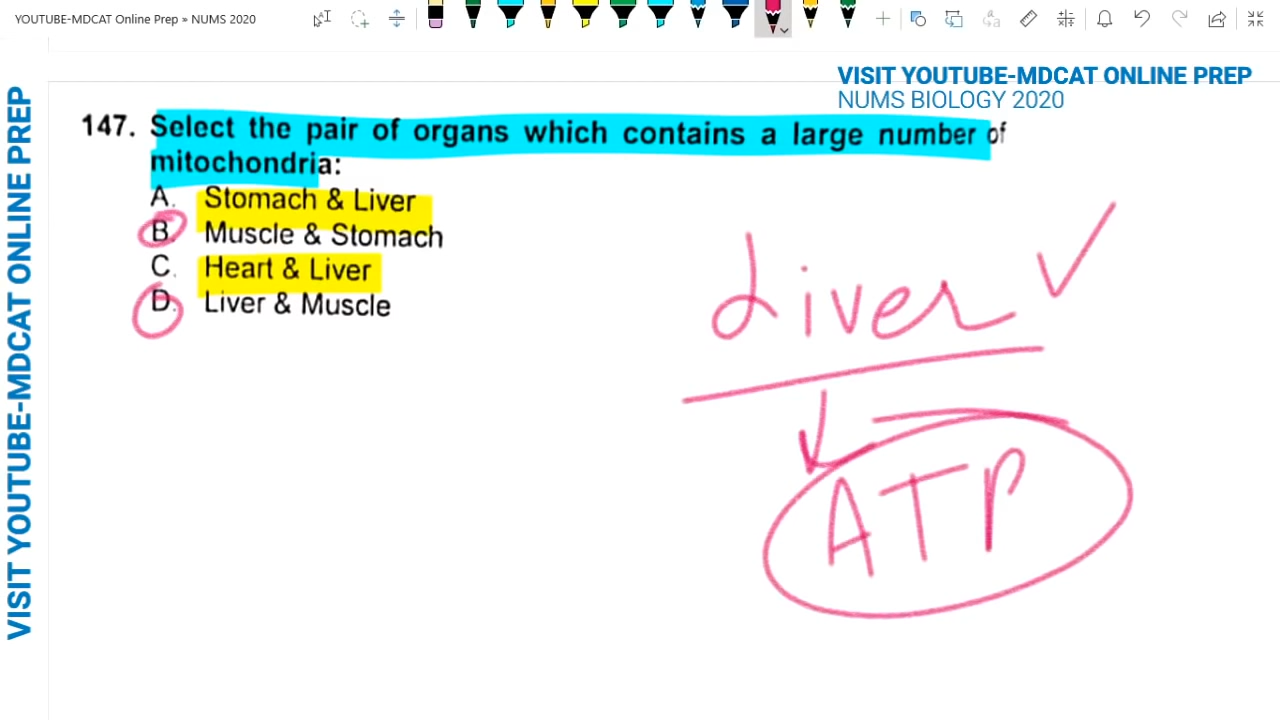 YOUTUBE-MDCAT Online Prep » NUMS 2020
VISIT YOUTUBE-MDCAT ONLINE PREP
NUMS BIOLOGY 2020
VISIT YOUTUBE-MDCAT ONLINE PREP
147. Select the pair of organs which contains a large number of
mitochondria:
A. Stomach & Liver
B. Muscle & Stomach
C. Heart & Liver
D. Liver & Muscle
Liver
ATP